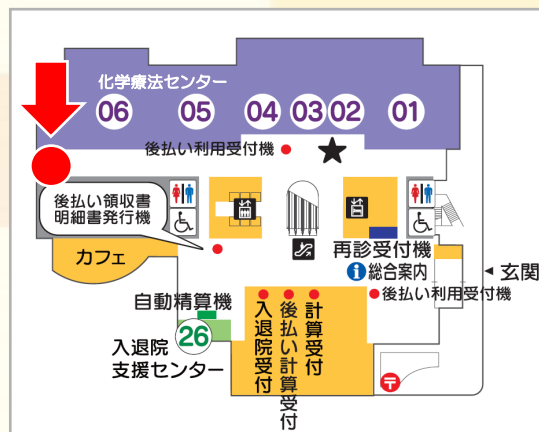 化学療法センター
06 05 04 03 02 01
後払い利用受付機
後払い領収書
明細書発行機
カフェ
再診受付機
i 総合案内
玄関
後払い利用受付機
自動精算機
26
入退院
支援センター
入退院受付
後払い計算受付
計算受付
〒